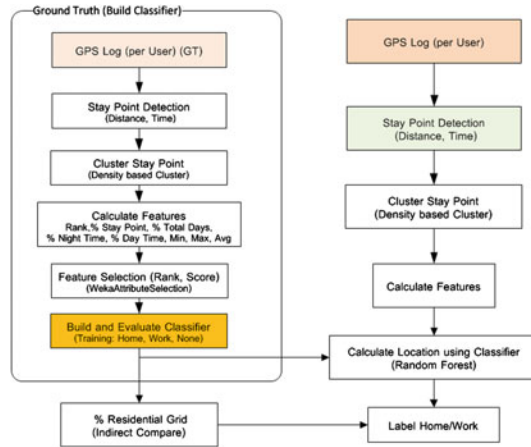 Ground Truth (Build Classifier)
GPS Log (per User) (GT)
Stay Point Detection
(Distance, Time)
Cluster Stay Point
(Density based Cluster)
Calculate Features
Rank,% Stay Point, % Total Days,
% Night Time, % Day Time, Min, Max, Avg
Feature Selection (Rank, Score)
(WekaAttributeSelection)
Build and Evaluate Classifier
(Training: Home, Work, None)
% Residential Grid
(Indirect Compare)
GPS Log (per User)
Stay Point Detection
(Distance, Time)
Cluster Stay Point
(Density based Cluster)
Calculate Features
Calculate Location using Classifier
(Random Forest)
Label Home/Work